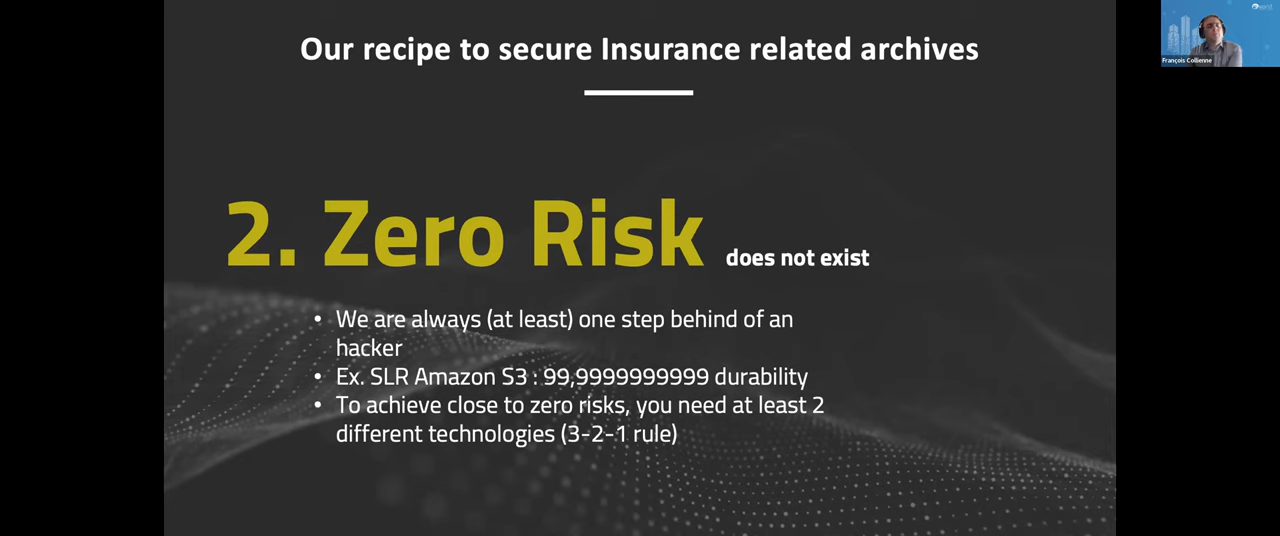 Our recipe to secure Insurance related archives
2. Zero Risk does not exist
• We are always (at least) one step behind of an
hacker
• Ex. SLR Amazon S3 : 99,9999999999 durability
• To achieve close to zero risks, you need at least 2
different technologies (3-2-1 rule)
François Collienne